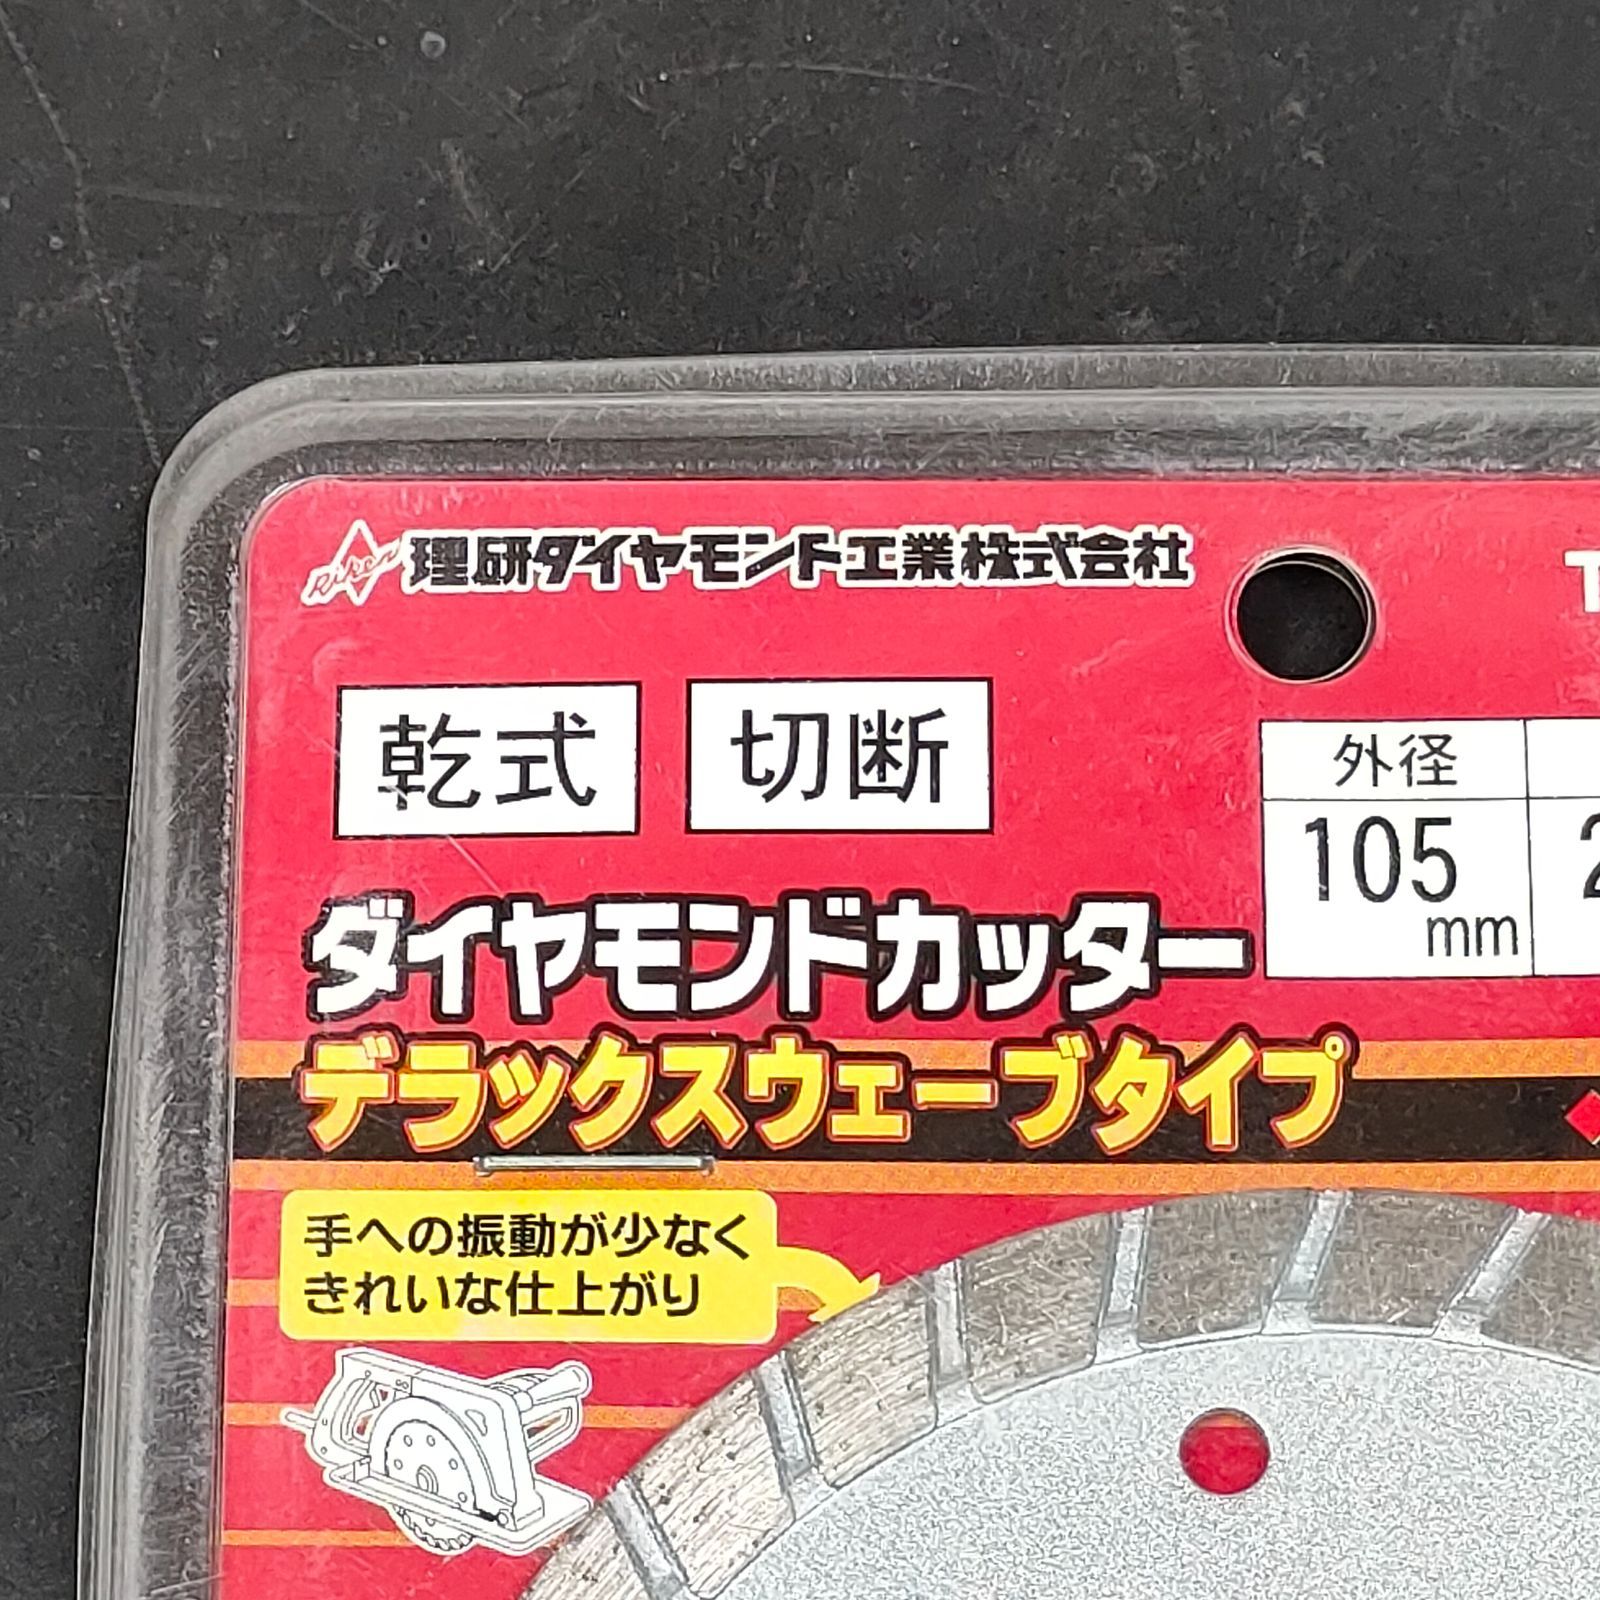 Riken 理研ダイヤモンド工業株式会社
T
乾式 切断
外径
105
mm
2
ダイヤモンドカッター
デラックスウェーブタイプ
手への振動が少なく
きれいな仕上がり